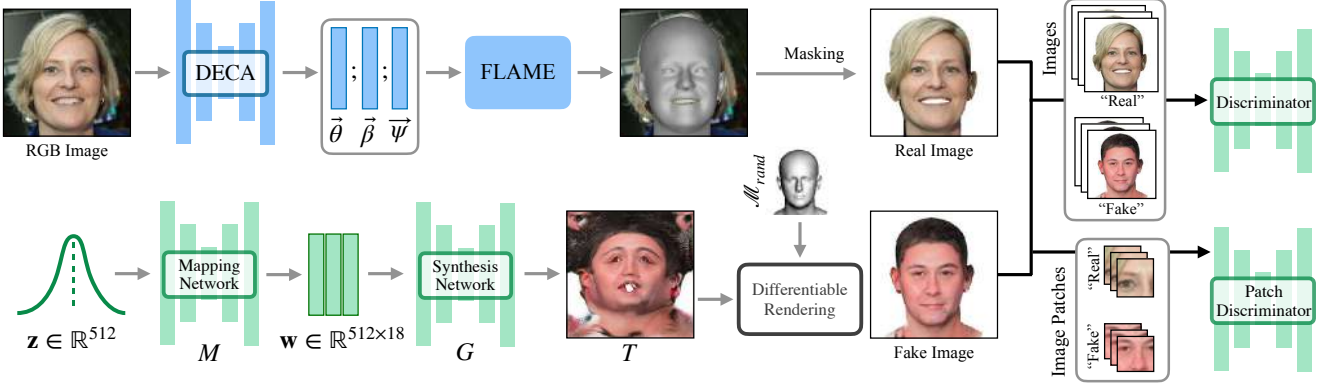 RGB Image
DECA
; ;
θ⃗ β⃗ ψ⃗
FLAME
Masking
Real Image
Images
“Real”
“Fake”
Discriminator
z ∈ ℝ^512
Mapping
Network
M
w ∈ ℝ^512×18
Synthesis
Network
G
T
ℳ_rand
Differentiable
Rendering
Fake Image
Image Patches
“Real”
“Fake”
Patch
Discriminator